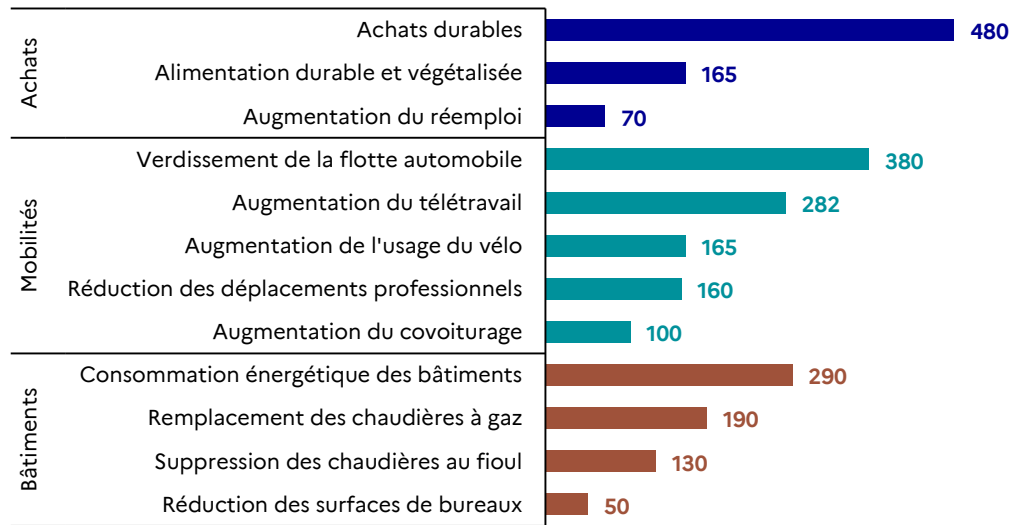 Achats
Achats durables 480
Alimentation durable et végétalisée 165
Augmentation du réemploi 70
Mobilités
Verdissement de la flotte automobile 380
Augmentation du télétravail 282
Augmentation de l'usage du vélo 165
Réduction des déplacements professionnels 160
Augmentation du covoiturage 100
Bâtiments
Consommation énergétique des bâtiments 290
Remplacement des chaudières à gaz 190
Suppression des chaudières au fioul 130
Réduction des surfaces de bureaux 50